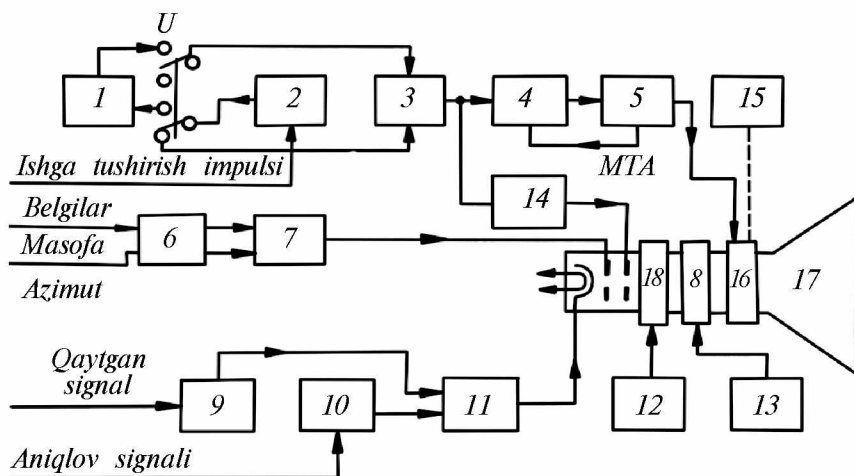 U
1
2
3
4
5
15
Ishga tushirish impulsi
MTA
14
Belgilar
Masofa
6
7
Azimut
18
8
16
17
Qaytgan
signal
9
10
11
12
13
Aniqlov signali